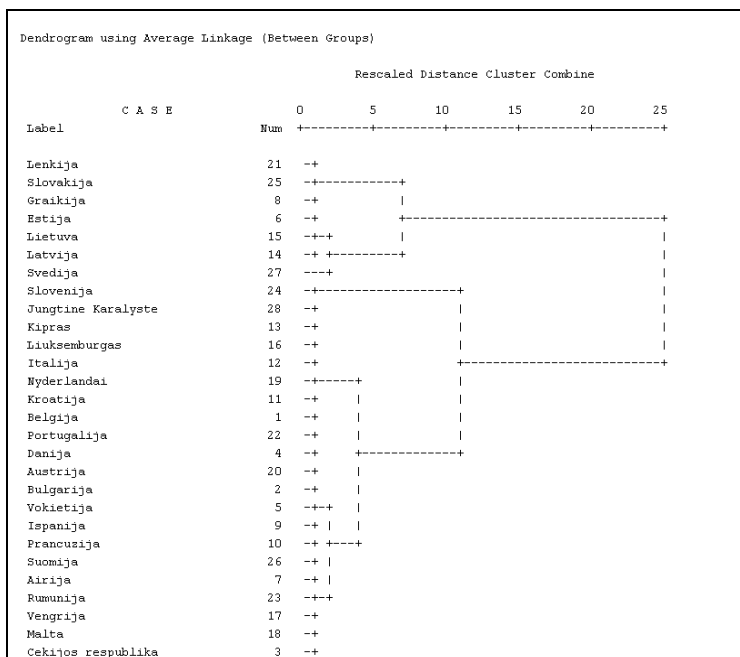 Dendrogram using Average Linkage (Between Groups)
Rescaled Distance Cluster Combine
C A S E 0 5 10 15 20 25
Label Num +---------+---------+---------+---------+---------+
Lenkija 21
Slovakija 25
Graikija 8
Estija 6
Lietuva 15
Latvija 14
Svedija 27
Slovenija 24
Jungtine Karalyste 28
Kipras 13
Liuksemburgas 16
Italija 12
Nyderlandai 19
Kroatija 11
Belgija 1
Portugalija 22
Danija 4
Austrija 20
Bulgarija 2
Vokietija 5
Ispanija 9
Prancuzija 10
Suomija 26
Airija 7
Rumunija 23
Vengrija 17
Malta 18
Cekijos respublika 3